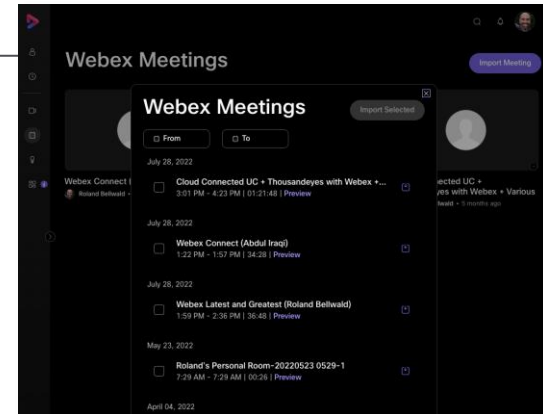 Webex Meetings
Import Meeting
Webex Meetings
Import Selected
From
To
July 28, 2022
Cloud Connected UC + Thousandeyes with Webex +...
3:01 PM - 4:23 PM | 01:21:48 | Preview
July 28, 2022
Webex Connect (Abdul Iraqi)
1:22 PM - 1:57 PM | 34:28 | Preview
July 28, 2022
Webex Latest and Greatest (Roland Bellwald)
1:59 PM - 2:36 PM | 36:48 | Preview
May 23, 2022
Roland's Personal Room-20220523 0529-1
7:29 AM - 7:29 AM | 00:26 | Preview
April 04, 2022
Webex Connect
Roland Bellwald •
ected UC +
yes with Webex + Various
llwald • 5 months ago